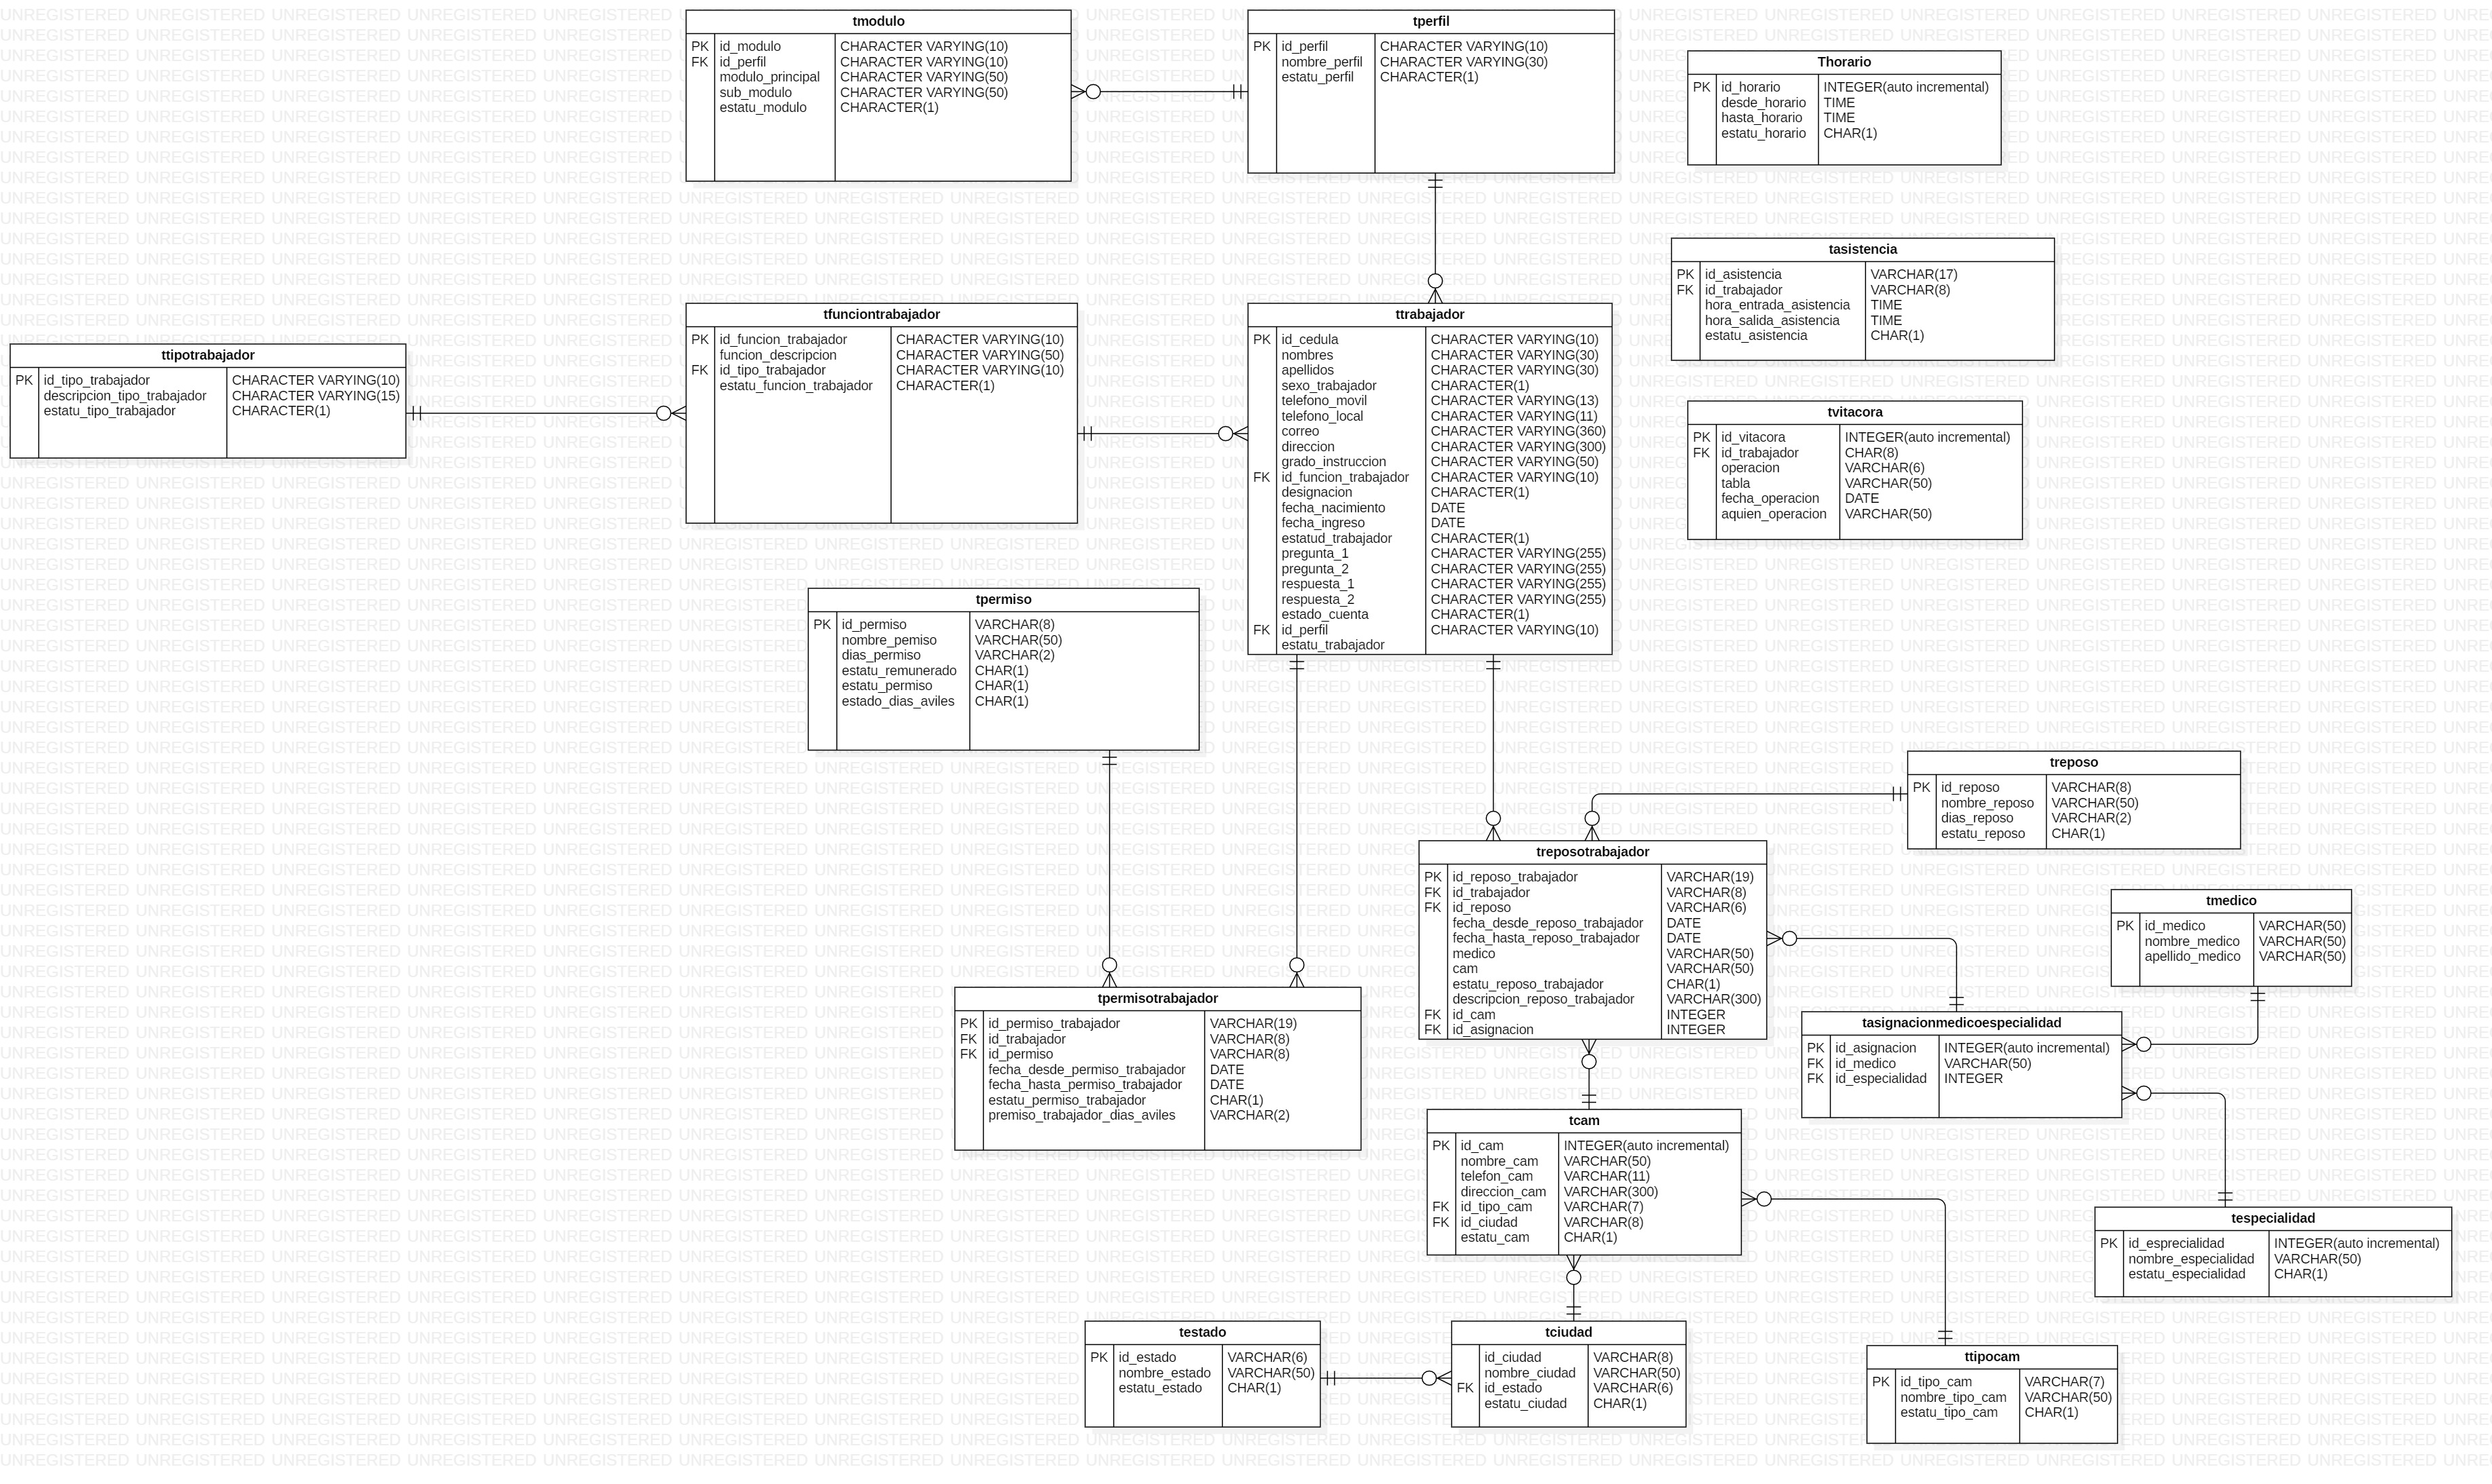 tmodulo
PK id_modulo CHARACTER VARYING(10)
FK id_perfil CHARACTER VARYING(10)
modulo_principal CHARACTER VARYING(50)
sub_modulo CHARACTER VARYING(50)
estatu_modulo CHARACTER(1)
tperfil
PK id_perfil CHARACTER VARYING(10)
nombre_perfil CHARACTER VARYING(30)
estatu_perfil CHARACTER(1)
Thorario
PK id_horario INTEGER(auto incremental)
desde_horario TIME
hasta_horario TIME
estatu_horario CHAR(1)
tasistencia
PK id_asistencia VARCHAR(17)
FK id_trabajador VARCHAR(8)
hora_entrada_asistencia TIME
hora_salida_asistencia TIME
estatu_asistencia CHAR(1)
ttipotrabajador
PK id_tipo_trabajador CHARACTER VARYING(10)
descripcion_tipo_trabajador CHARACTER VARYING(15)
estatu_tipo_trabajador CHARACTER(1)
tfunciontrabajador
PK id_funcion_trabajador CHARACTER VARYING(10)
funcion_descripcion CHARACTER VARYING(50)
FK id_tipo_trabajador CHARACTER VARYING(10)
estatu_funcion_trabajador CHARACTER(1)
ttrabajador
PK id_cedula CHARACTER VARYING(10)
nombres CHARACTER VARYING(30)
apellidos CHARACTER VARYING(30)
sexo_trabajador CHARACTER(1)
telefono_movil CHARACTER VARYING(13)
telefono_local CHARACTER VARYING(11)
correo CHARACTER VARYING(360)
direccion CHARACTER VARYING(300)
grado_instruccion CHARACTER VARYING(50)
FK id_funcion_trabajador CHARACTER VARYING(10)
designacion CHARACTER(1)
fecha_nacimiento DATE
fecha_ingreso DATE
estatud_trabajador CHARACTER(1)
pregunta_1 CHARACTER VARYING(255)
pregunta_2 CHARACTER VARYING(255)
respuesta_1 CHARACTER VARYING(255)
respuesta_2 CHARACTER VARYING(255)
estado_cuenta CHARACTER(1)
FK id_perfil CHARACTER VARYING(10)
estatu_trabajador
tvitacora
PK id_vitacora INTEGER(auto incremental)
FK id_trabajador CHAR(8)
operacion VARCHAR(6)
tabla VARCHAR(50)
fecha_operacion DATE
aquien_operacion VARCHAR(50)
tpermiso
PK id_permiso VARCHAR(8)
nombre_pemiso VARCHAR(50)
dias_permiso VARCHAR(2)
estatu_remunerado CHAR(1)
estatu_permiso CHAR(1)
estado_dias_aviles CHAR(1)
treposo
PK id_reposo VARCHAR(8)
nombre_reposo VARCHAR(50)
dias_reposo VARCHAR(2)
estatu_reposo CHAR(1)
treposotrabajador
PK id_reposo_trabajador VARCHAR(19)
FK id_trabajador VARCHAR(8)
FK id_reposo VARCHAR(6)
fecha_desde_reposo_trabajador DATE
fecha_hasta_reposo_trabajador DATE
medico VARCHAR(50)
cam VARCHAR(50)
estatu_reposo_trabajador CHAR(1)
descripcion_reposo_trabajador VARCHAR(300)
FK id_cam INTEGER
FK id_asignacion INTEGER
tmedico
PK id_medico VARCHAR(50)
nombre_medico VARCHAR(50)
apellido_medico VARCHAR(50)
tpermisotrabajador
PK id_permiso_trabajador VARCHAR(19)
FK id_trabajador VARCHAR(8)
FK id_permiso VARCHAR(8)
fecha_desde_permiso_trabajador DATE
fecha_hasta_permiso_trabajador DATE
estatu_permiso_trabajador CHAR(1)
premiso_trabajador_dias_aviles VARCHAR(2)
tasignacionmedicoespecialidad
PK id_asignacion INTEGER(auto incremental)
FK id_medico VARCHAR(50)
FK id_especialidad INTEGER
tcam
PK id_cam INTEGER(auto incremental)
nombre_cam VARCHAR(50)
telefon_cam VARCHAR(11)
direccion_cam VARCHAR(300)
FK id_tipo_cam VARCHAR(7)
FK id_ciudad VARCHAR(8)
estatu_cam CHAR(1)
tespecialidad
PK id_esprecialidad INTEGER(auto incremental)
nombre_especialidad VARCHAR(50)
estatu_especialidad CHAR(1)
testado
PK id_estado VARCHAR(6)
nombre_estado VARCHAR(50)
estatu_estado CHAR(1)
tciudad
id_ciudad VARCHAR(8)
nombre_ciudad VARCHAR(50)
FK id_estado VARCHAR(6)
estatu_ciudad CHAR(1)
ttipocam
PK id_tipo_cam VARCHAR(7)
nombre_tipo_cam VARCHAR(50)
estatu_tipo_cam CHAR(1)
UNREGISTERED